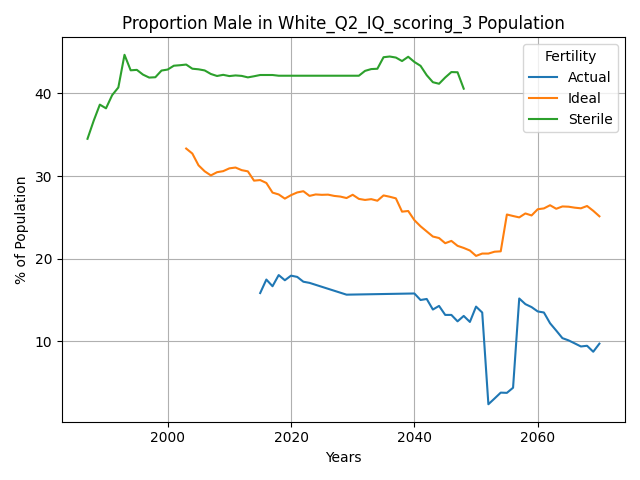 Proportion Male in White_Q2_IQ_scoring_3 Population
Fertility
Actual
Ideal
Sterile
% of Population
40
30
20
10
2000 2020 2040 2060
Years